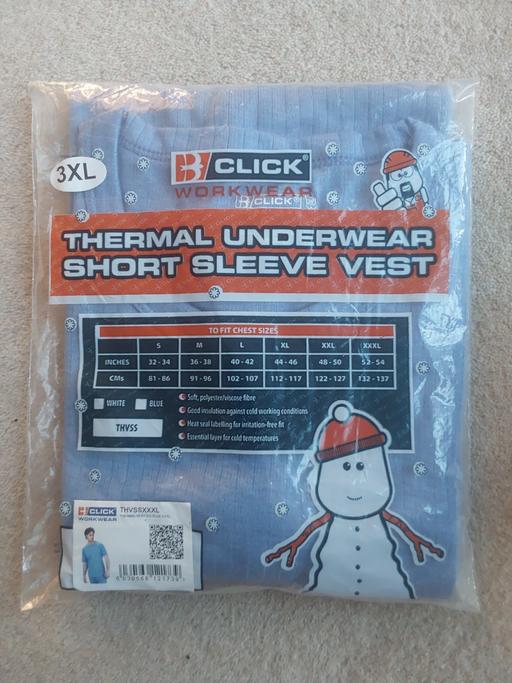 3XL
B CLICK®
WORKWEAR
B CLICK®
THERMAL UNDERWEAR
SHORT SLEEVE VEST
TO FIT CHEST SIZES
S M L XL XXL XXXL
INCHES 32 - 34 36 - 38 40 - 42 44 - 46 48 - 50 52 - 54
CMs 81 - 86 91 - 96 102 - 107 112 - 117 122 - 127 132 - 137
WHITE BLUE
THVSS
Soft, polyester/viscose fibre
Good insulation against cold working conditions
Heat seal labelling for irritation-free fit
Essential layer for cold temperatures
B CLICK
WORKWEAR
THVSSXXXL